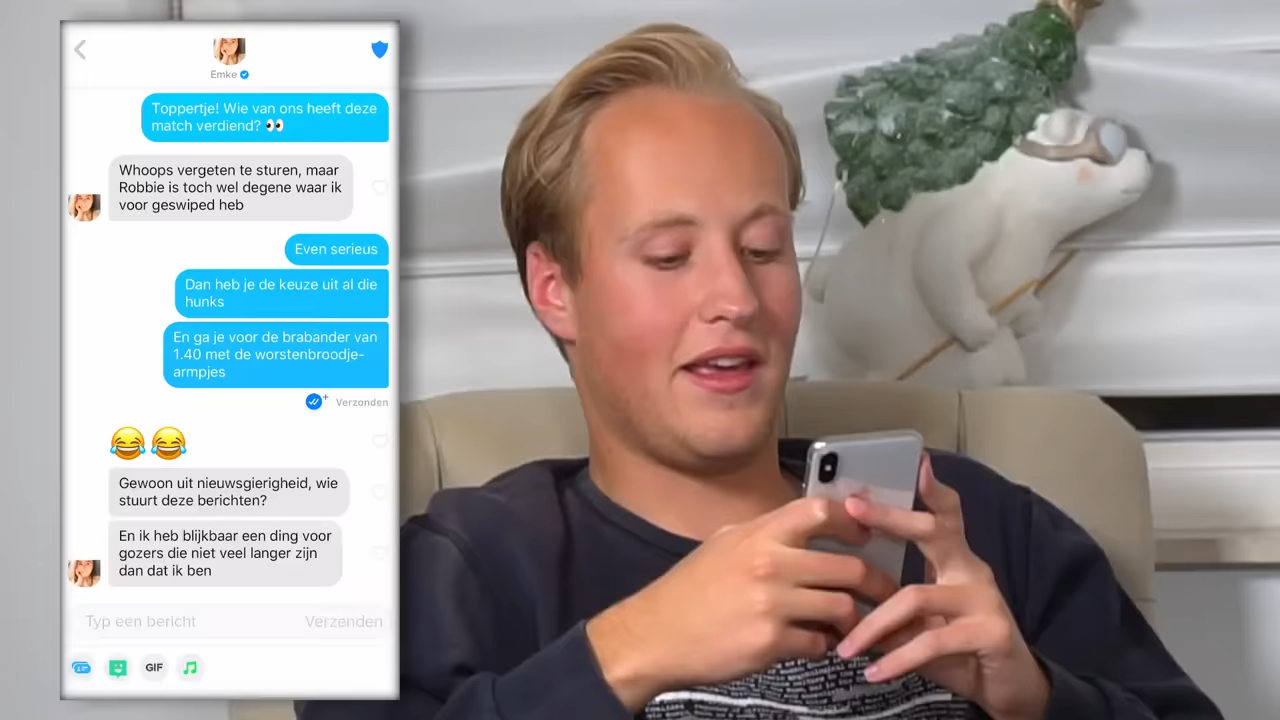 Emke
Toppertje! Wie van ons heeft deze
match verdiend? 👀
Whoops vergeten te sturen, maar
Robbie is toch wel degene waar ik
voor geswiped heb
Even serieus
Dan heb je de keuze uit al die
hunks
En ga je voor de brabander van
1.40 met de worstenbroodje-
armpjes
Verzonden
😂😂
Gewoon uit nieuwsgierigheid, wie
stuurt deze berichten?
En ik heb blijkbaar een ding voor
gozers die niet veel langer zijn
dan dat ik ben
Typ een bericht Verzenden
GIF